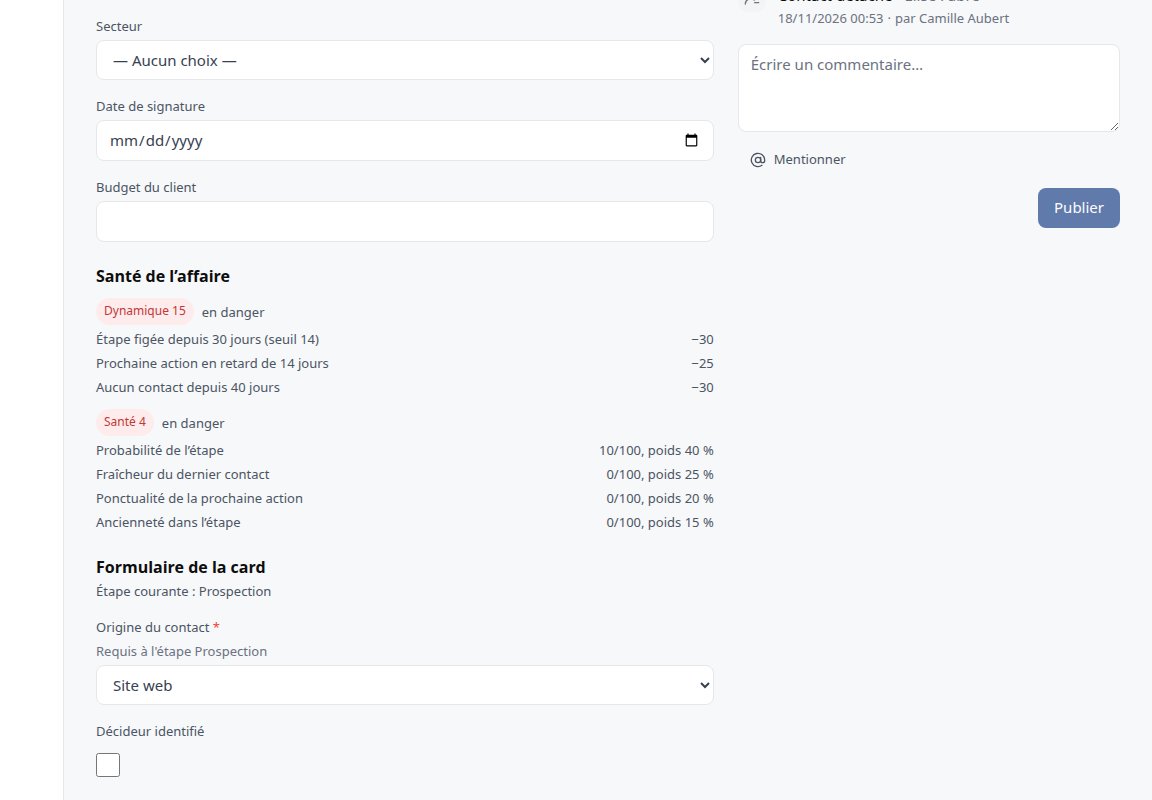 Secteur
— Aucun choix —
Date de signature
mm/dd/yyyy
Budget du client
Santé de l’affaire
Dynamique 15 en danger
Étape figée depuis 30 jours (seuil 14) −30
Prochaine action en retard de 14 jours −25
Aucun contact depuis 40 jours −30
Santé 4 en danger
Probabilité de l’étape 10/100, poids 40 %
Fraîcheur du dernier contact 0/100, poids 25 %
Ponctualité de la prochaine action 0/100, poids 20 %
Ancienneté dans l’étape 0/100, poids 15 %
Formulaire de la card
Étape courante : Prospection
Origine du contact *
Requis à l'étape Prospection
Site web
Décideur identifié
18/11/2026 00:53 · par Camille Aubert
Écrire un commentaire…
@ Mentionner
Publier